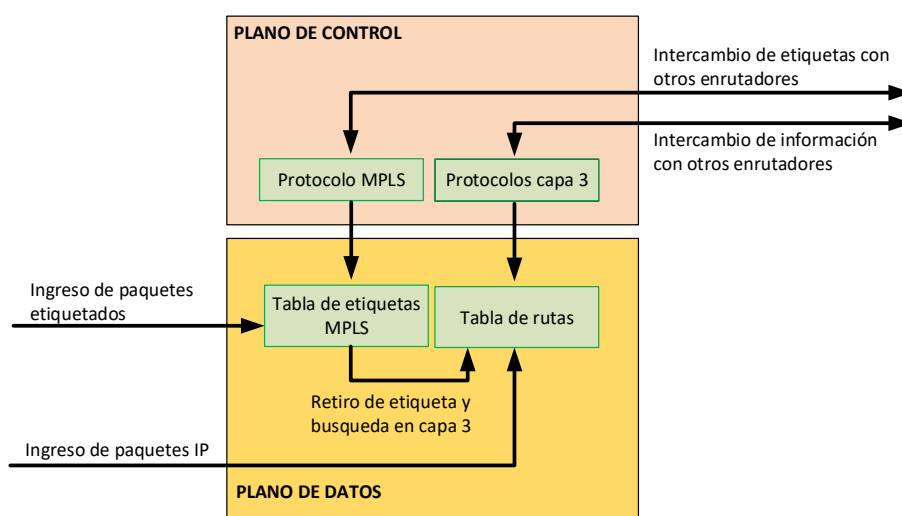 PLANO DE CONTROL
Intercambio de etiquetas con
otros enrutadores
Intercambio de información
con otros enrutadores
Protocolo MPLS
Protocolos capa 3
Ingreso de paquetes
etiquetados
Tabla de etiquetas
MPLS
Tabla de rutas
Retiro de etiqueta y
busqueda en capa 3
Ingreso de paquetes IP
PLANO DE DATOS